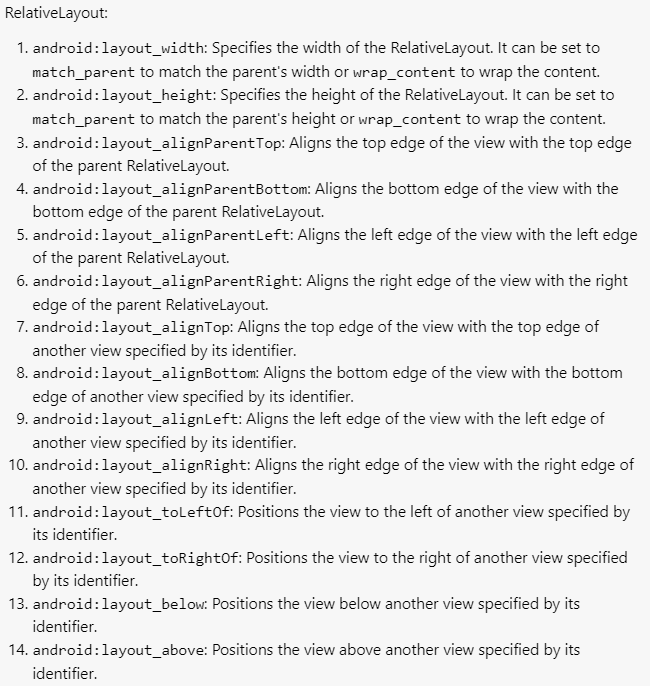 RelativeLayout:
1. android:layout_width: Specifies the width of the RelativeLayout. It can be set to
match_parent to match the parent's width or wrap_content to wrap the content.
2. android:layout_height: Specifies the height of the RelativeLayout. It can be set to
match_parent to match the parent's height or wrap_content to wrap the content.
3. android:layout_alignParentTop: Aligns the top edge of the view with the top edge
of the parent RelativeLayout.
4. android:layout_alignParentBottom: Aligns the bottom edge of the view with the
bottom edge of the parent RelativeLayout.
5. android:layout_alignParentLeft: Aligns the left edge of the view with the left edge
of the parent RelativeLayout.
6. android:layout_alignParentRight: Aligns the right edge of the view with the right
edge of the parent RelativeLayout.
7. android:layout_alignTop: Aligns the top edge of the view with the top edge of
another view specified by its identifier.
8. android:layout_alignBottom: Aligns the bottom edge of the view with the bottom
edge of another view specified by its identifier.
9. android:layout_alignLeft: Aligns the left edge of the view with the left edge of
another view specified by its identifier.
10. android:layout_alignRight: Aligns the right edge of the view with the right edge of
another view specified by its identifier.
11. android:layout_toLeftOf: Positions the view to the left of another view specified by
its identifier.
12. android:layout_toRightOf: Positions the view to the right of another view specified
by its identifier.
13. android:layout_below: Positions the view below another view specified by its
identifier.
14. android:layout_above: Positions the view above another view specified by its
identifier.